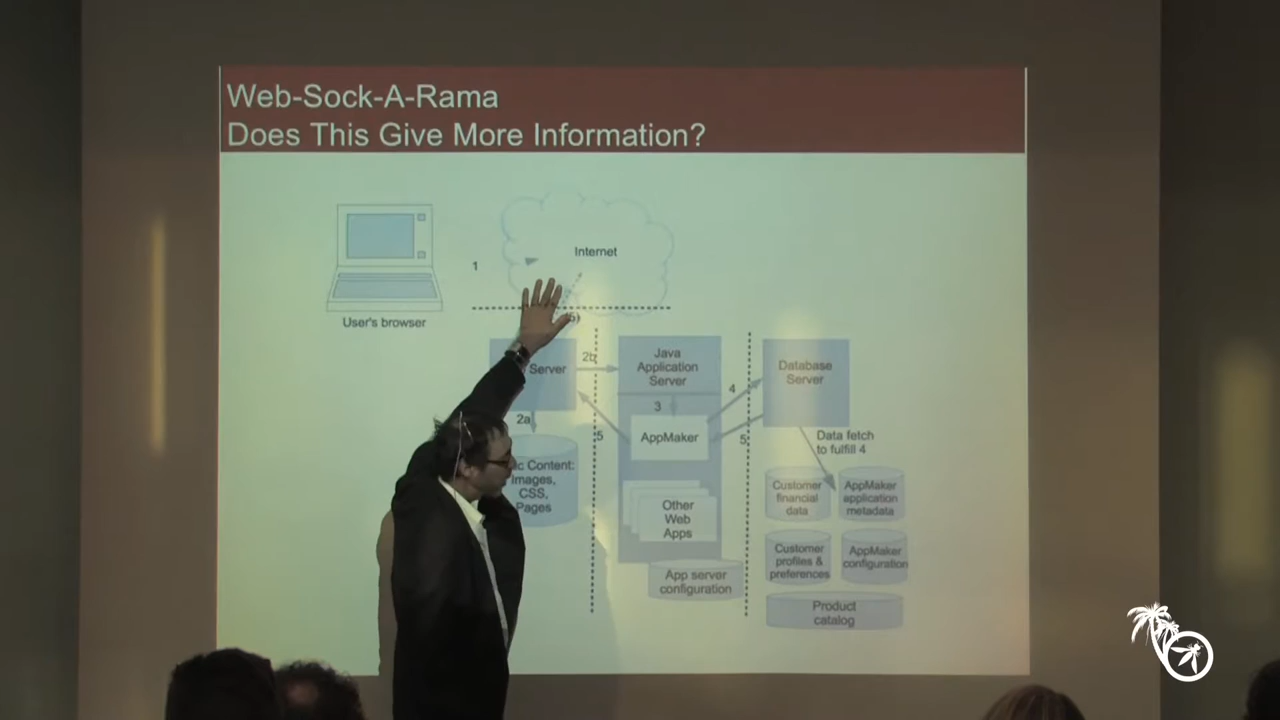 Web-Sock-A-Rama
Does This Give More Information?
Internet
1
User's browser
Server
2b
Java
Application
Server
Database
Server
4
3
2a
AppMaker
5
5
Data fetch
to fulfill 4
Content:
Images,
CSS,
Pages
Other
Web
Apps
Customer
financial
data
AppMaker
application
metadata
Customer
profiles &
preferences
AppMaker
configuration
App server
configuration
Product
catalog